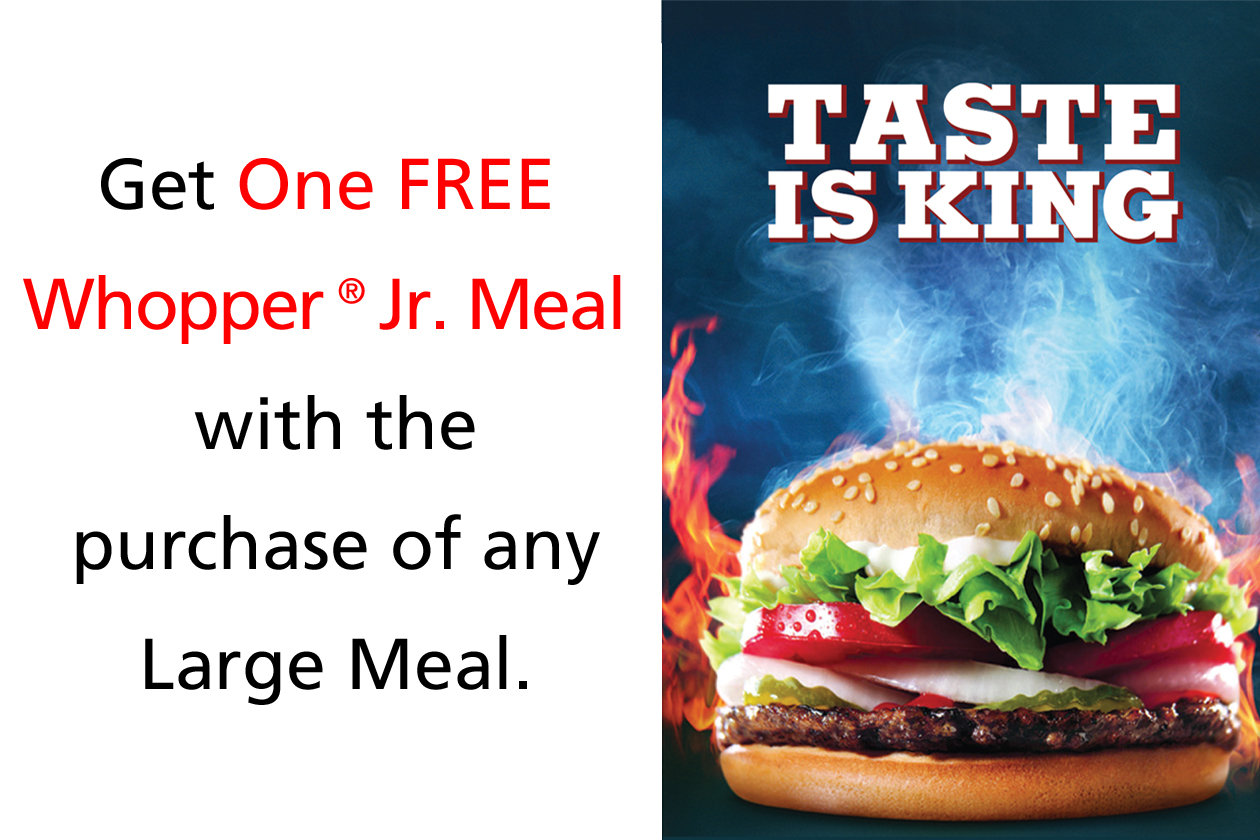 Get One FREE
Whopper ® Jr. Meal
with the
purchase of any
Large Meal.
TASTE
IS KING